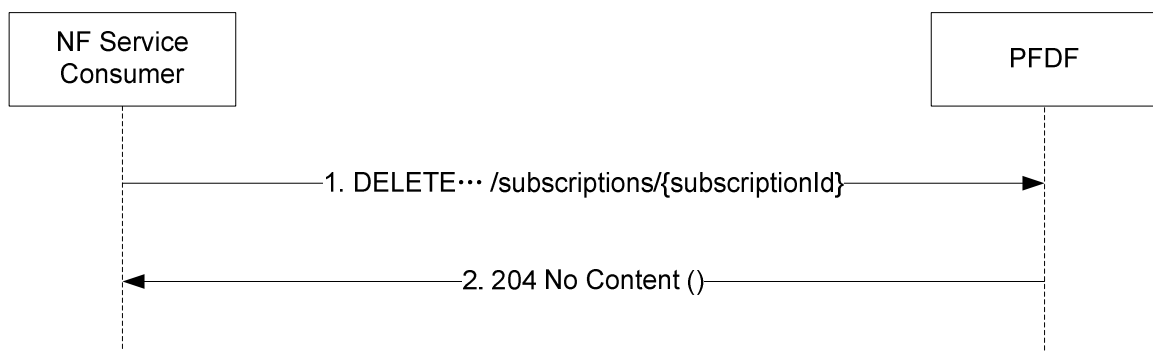 NF Service
Consumer
PFDF
1. DELETE⋯ /subscriptions/{subscriptionId}
2. 204 No Content ()